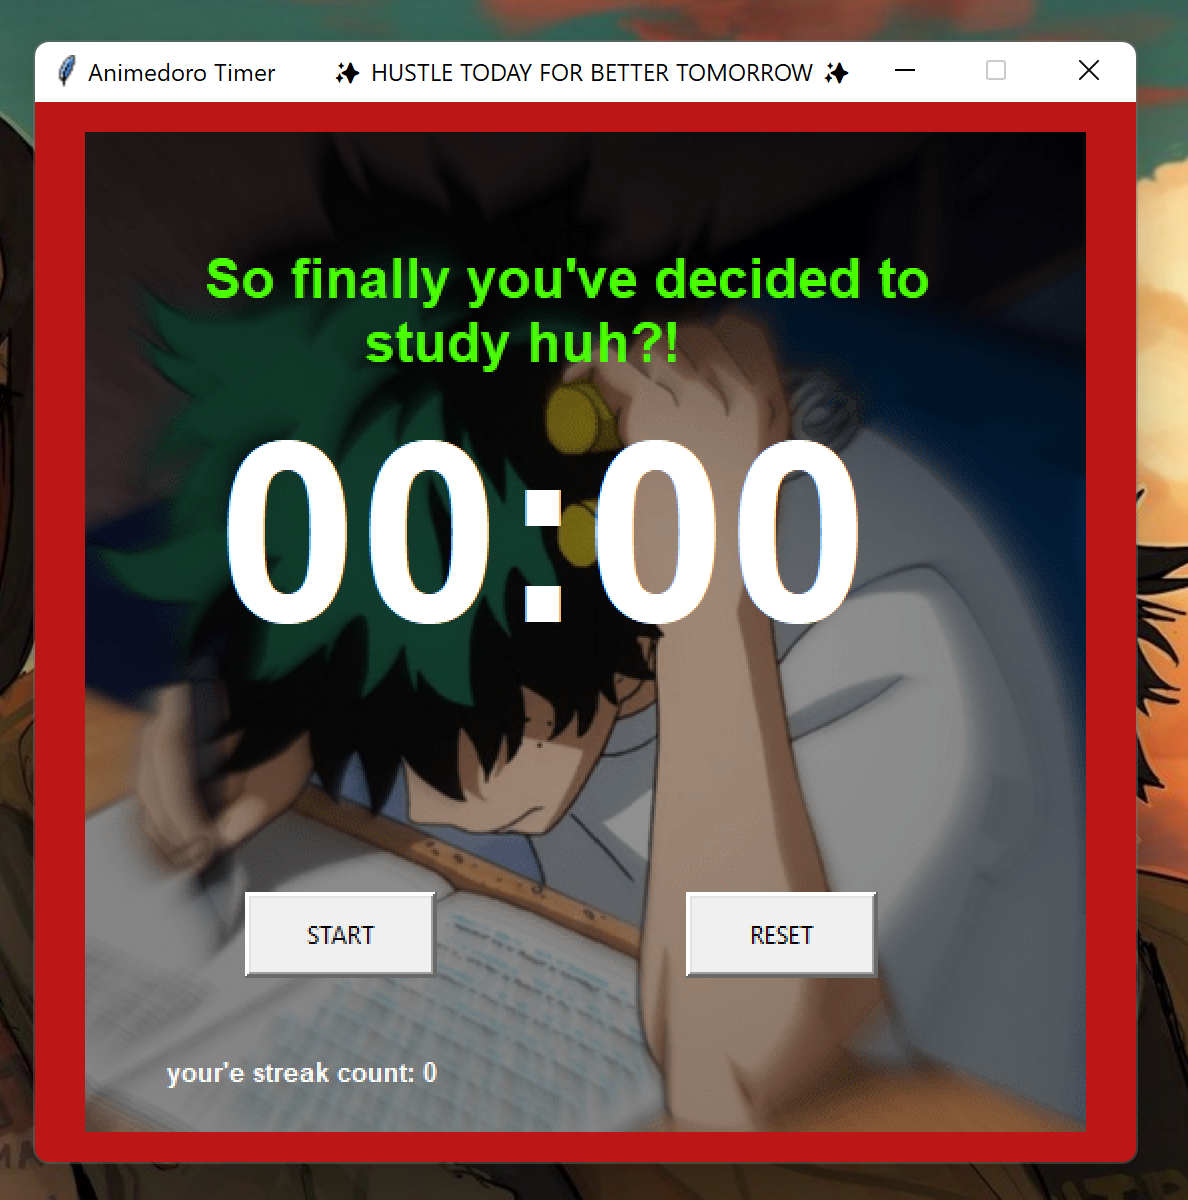 Animedoro Timer ✨ HUSTLE TODAY FOR BETTER TOMORROW ✨
So finally you've decided to
study huh?!
00:00
START RESET
your'e streak count: 0